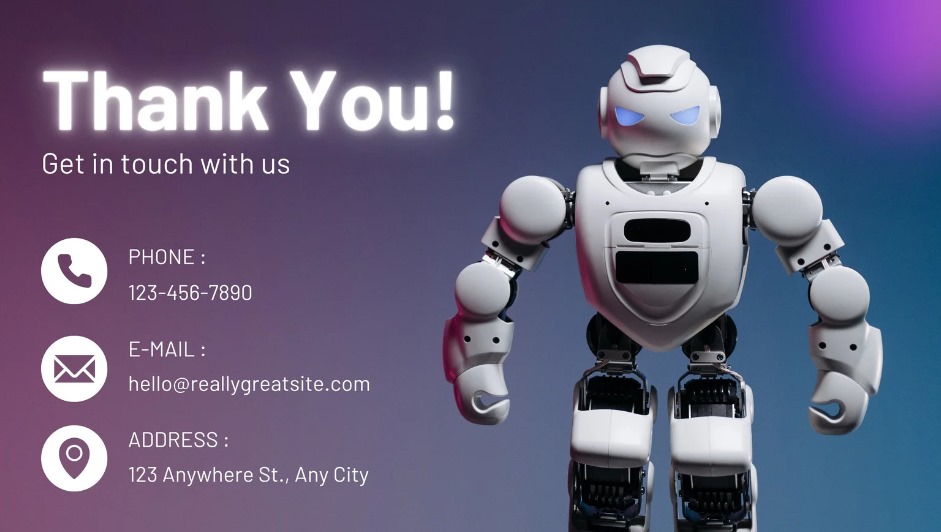 Thank You!
Get in touch with us
PHONE :
123-456-7890
E-MAIL :
hello@reallygreatsite.com
ADDRESS :
123 Anywhere St., Any City